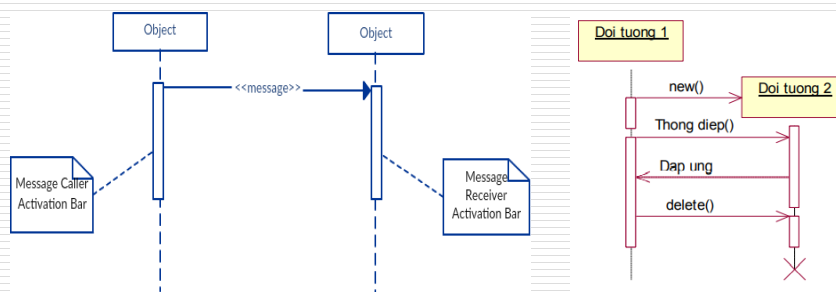 Object
Object
<<message>>
Message Caller
Activation Bar
Message
Receiver
Activation Bar
Doi tuong 1
new()
Doi tuong 2
Thong diep()
Dap ung
delete()